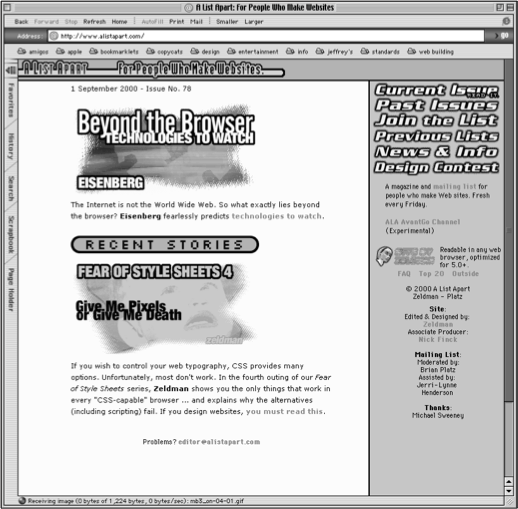 A List Apart: For People Who Make Websites
Back Forward Stop Refresh Home AutoFill Print Mail Smaller Larger
Address: http://www.alistapart.com/ go
amigos apple bookmarklets copycats design entertainment info jeffrey's standards web building
A LIST APART For People Who Make Websites.
Favorites
History
Search
Scrapbook
Page Holder
1 September 2000 - Issue No. 78
Beyond the Browser
TECHNOLOGIES TO WATCH
EISENBERG
The Internet is not the World Wide Web. So what exactly lies beyond
the browser? Eisenberg fearlessly predicts technologies to watch.
RECENT STORIES
FEAR OF STYLE SHEETS 4
Give Me Pixels
or Give Me Death
zeldman
If you wish to control your web typography, CSS provides many
options. Unfortunately, most don't work. In the fourth outing of our Fear
of Style Sheets series, Zeldman shows you the only things that work in
every "CSS-capable" browser ... and explains why the alternatives
(including scripting) fail. If you design websites, you must read this.
Problems? editor@alistapart.com
Current Issue
Past Issues
Join the List
Previous Lists
News & Info
Design Contest
A magazine and mailing list for
people who make Web sites. Fresh
every Friday.
ALA AvantGo Channel
(Experimental)
Readable in any web
browser, optimized
for 5.0+.
FAQ Top 20 Outside
© 2000 A List Apart
Zeldman - Platz
Site:
Edited & Designed by:
Zeldman
Associate Producer:
Nick Finck
Mailing List:
Moderated by:
Brian Platz
Assisted by:
Jerri-Lynne
Henderson
Thanks:
Michael Sweeney
Receiving image (0 bytes of 1,224 bytes, 0 bytes/sec): mb3_on-04-01.gif